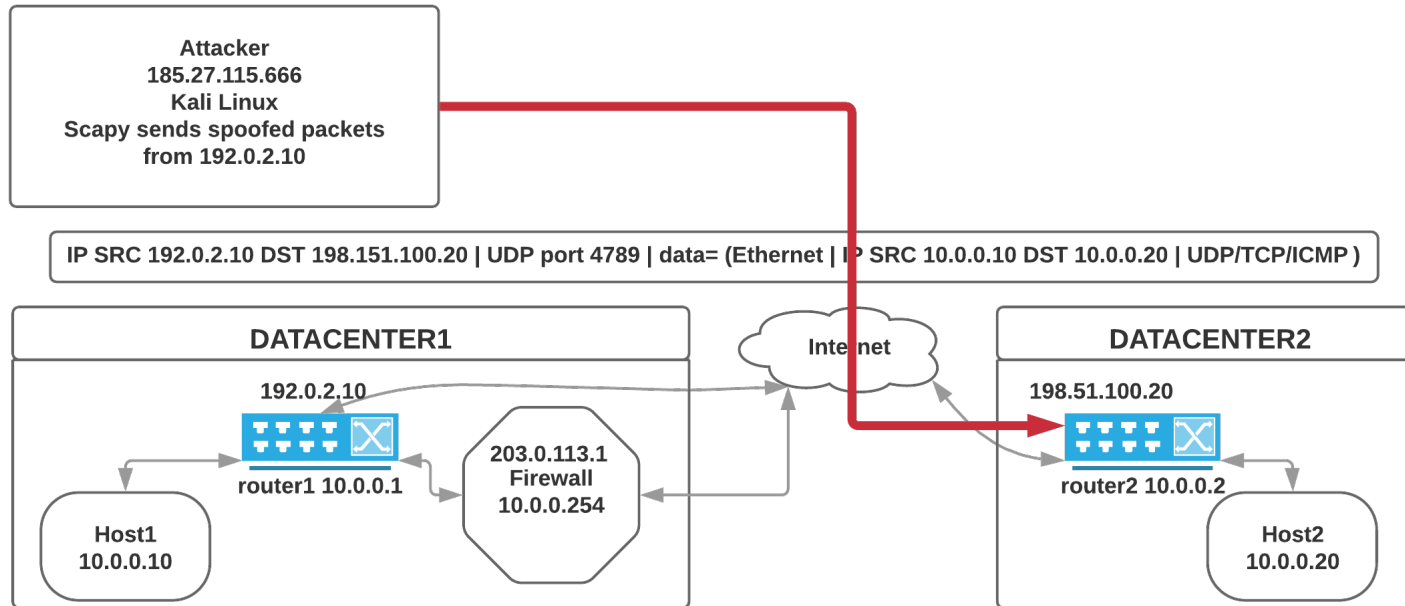 Attacker
185.27.115.666
Kali Linux
Scapy sends spoofed packets
from 192.0.2.10
IP SRC 192.0.2.10 DST 198.151.100.20 | UDP port 4789 | data= (Ethernet | IP SRC 10.0.0.10 DST 10.0.0.20 | UDP/TCP/ICMP )
DATACENTER1
Internet
DATACENTER2
192.0.2.10
198.51.100.20
203.0.113.1
Firewall
10.0.0.254
router1 10.0.0.1
router2 10.0.0.2
Host1
10.0.0.10
Host2
10.0.0.20